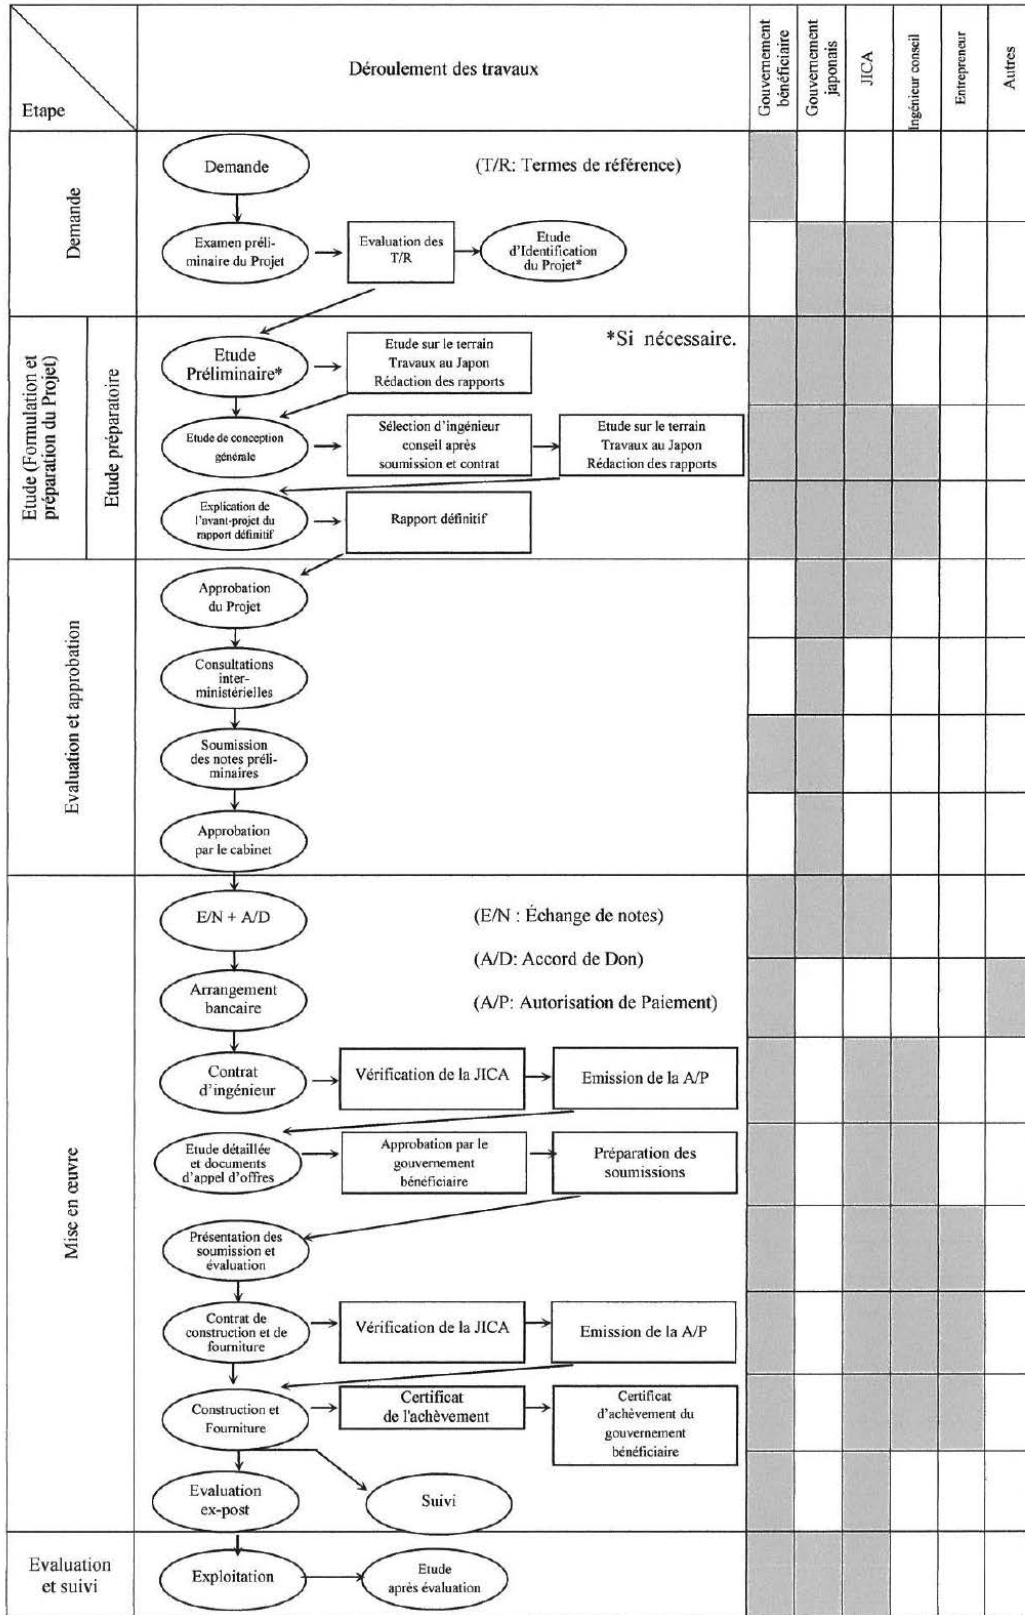 Etape
Déroulement des travaux
Gouvernement
bénéficiaire
Gouvernement
japonais
JICA
Ingénieur conseil
Entrepreneur
Autres
Demande
Demande
(T/R: Termes de référence)
Examen préli-
minaire du Projet
Evaluation des
T/R
Etude
d'Identification
du Projet*
Etude (Formulation et
préparation du Projet)
Etude préparatoire
Etude
Préliminaire*
Etude sur le terrain
Travaux au Japon
Rédaction des rapports
*Si nécessaire.
Etude de conception
générale
Sélection d'ingénieur
conseil après
soumission et contrat
Etude sur le terrain
Travaux au Japon
Rédaction des rapports
Explication de
l'avant-projet du
rapport définitif
Rapport définitif
Evaluation et approbation
Approbation
du Projet
Consultations
inter-
ministérielles
Soumission
des notes préli-
minaires
Approbation
par le cabinet
Mise en œuvre
E/N + A/D
(E/N : Échange de notes)
(A/D: Accord de Don)
Arrangement
bancaire
(A/P: Autorisation de Paiement)
Contrat
d'ingénieur
Vérification de la JICA
Emission de la A/P
Etude détaillée
et documents
d'appel d'offres
Approbation par le
gouvernement
bénéficiaire
Préparation des
soumissions
Présentation des
soumission et
évaluation
Contrat de
construction et de
fourniture
Vérification de la JICA
Emission de la A/P
Construction et
Fourniture
Certificat
de l'achèvement
Certificat
d'achèvement du
gouvernement
bénéficiaire
Evaluation
ex-post
Suivi
Evaluation
et suivi
Exploitation
Etude
après évaluation